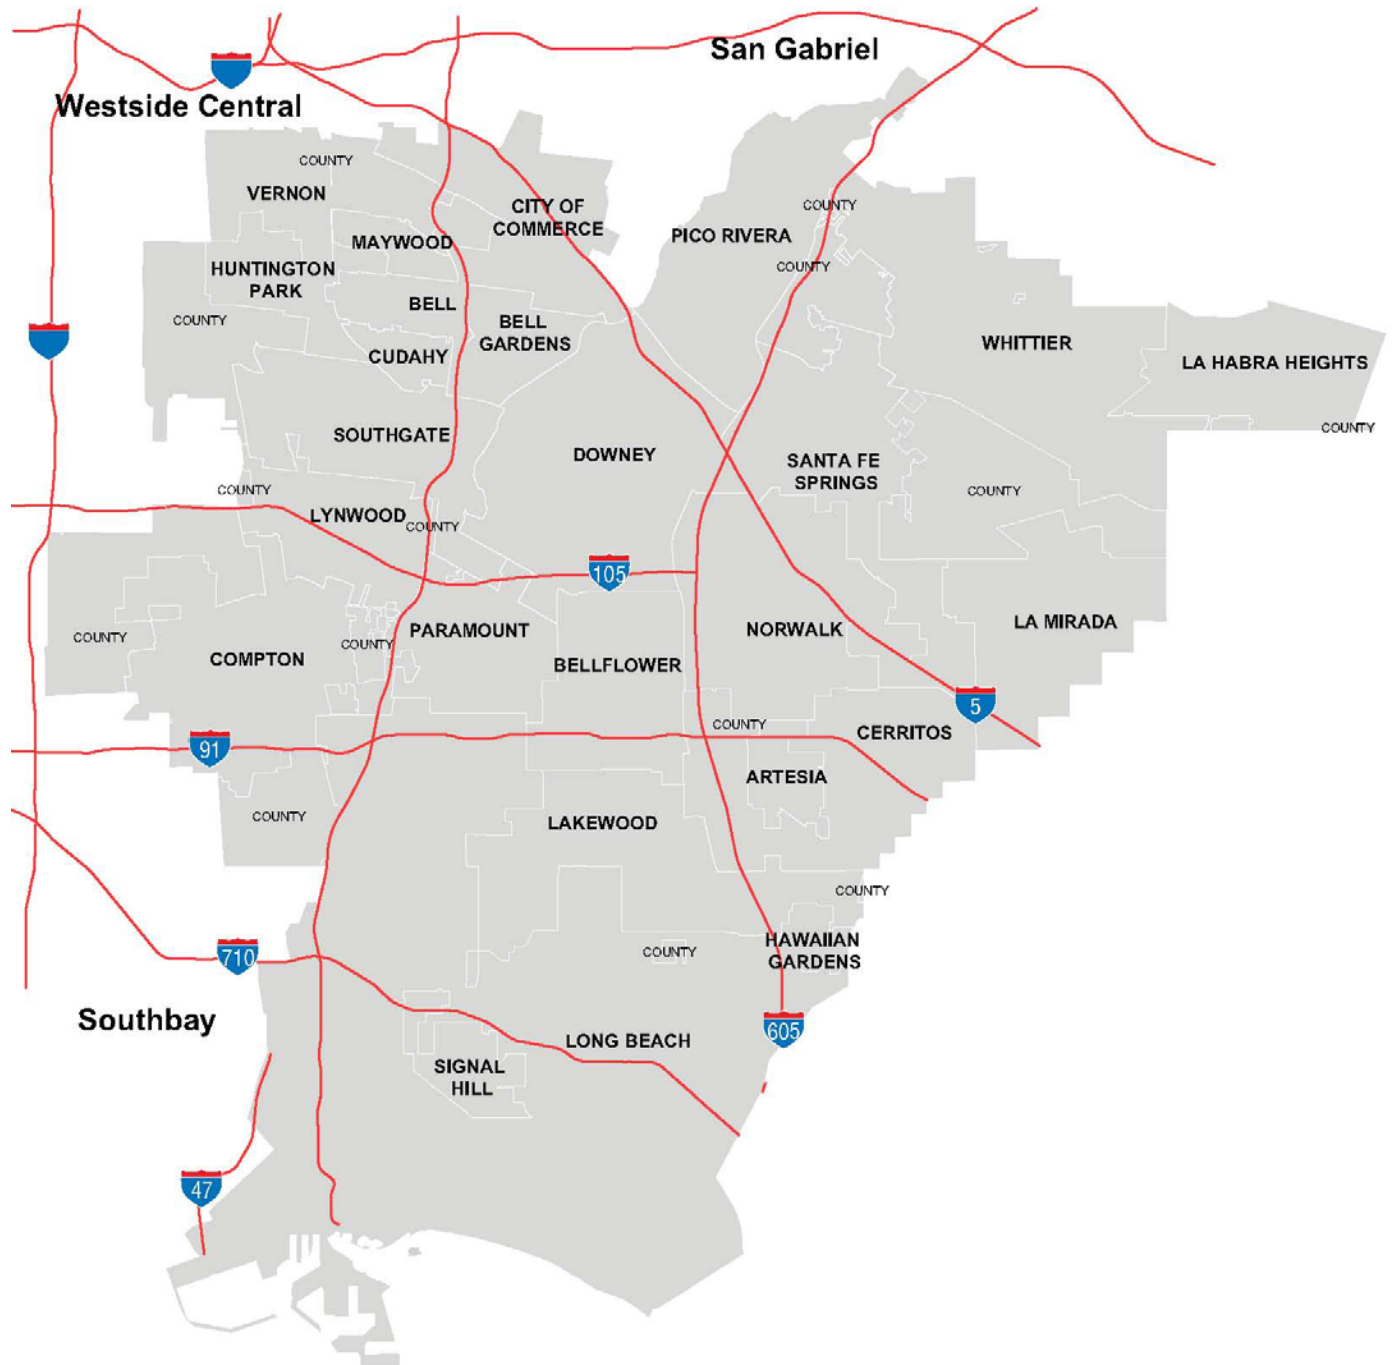 San Gabriel
Westside Central
COUNTY
VERNON
CITY OF
COMMERCE
COUNTY
PICO RIVERA
MAYWOOD
COUNTY
HUNTINGTON
PARK
BELL
COUNTY
BELL
GARDENS
WHITTIER
CUDAHY
LA HABRA HEIGHTS
COUNTY
SOUTHGATE
DOWNEY
SANTA FE
SPRINGS
COUNTY
COUNTY
LYNWOOD
COUNTY
105
LA MIRADA
COUNTY
COUNTY
PARAMOUNT
NORWALK
COMPTON
BELLFLOWER
5
COUNTY
CERRITOS
91
ARTESIA
COUNTY
LAKEWOOD
COUNTY
HAWAIIAN
GARDENS
COUNTY
710
Southbay
605
LONG BEACH
SIGNAL
HILL
47